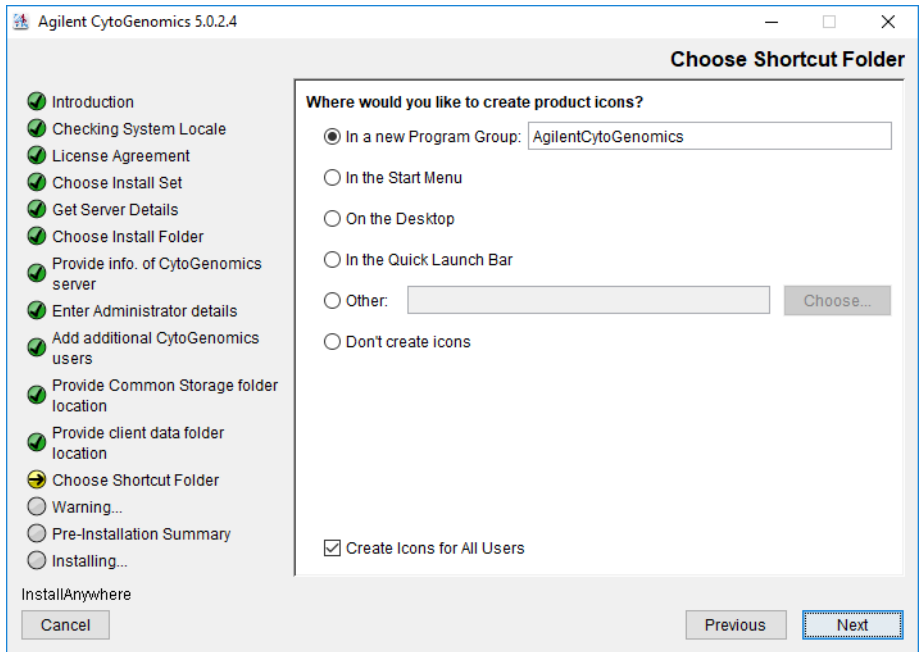 Agilent CytoGenomics 5.0.2.4
Choose Shortcut Folder
Introduction
Checking System Locale
License Agreement
Choose Install Set
Get Server Details
Choose Install Folder
Provide info. of CytoGenomics
server
Enter Administrator details
Add additional CytoGenomics
users
Provide Common Storage folder
location
Provide client data folder
location
Choose Shortcut Folder
Warning...
Pre-Installation Summary
Installing...
Where would you like to create product icons?
In a new Program Group: AgilentCytoGenomics
In the Start Menu
On the Desktop
In the Quick Launch Bar
Other: Choose...
Don't create icons
Create Icons for All Users
InstallAnywhere
Cancel Previous Next